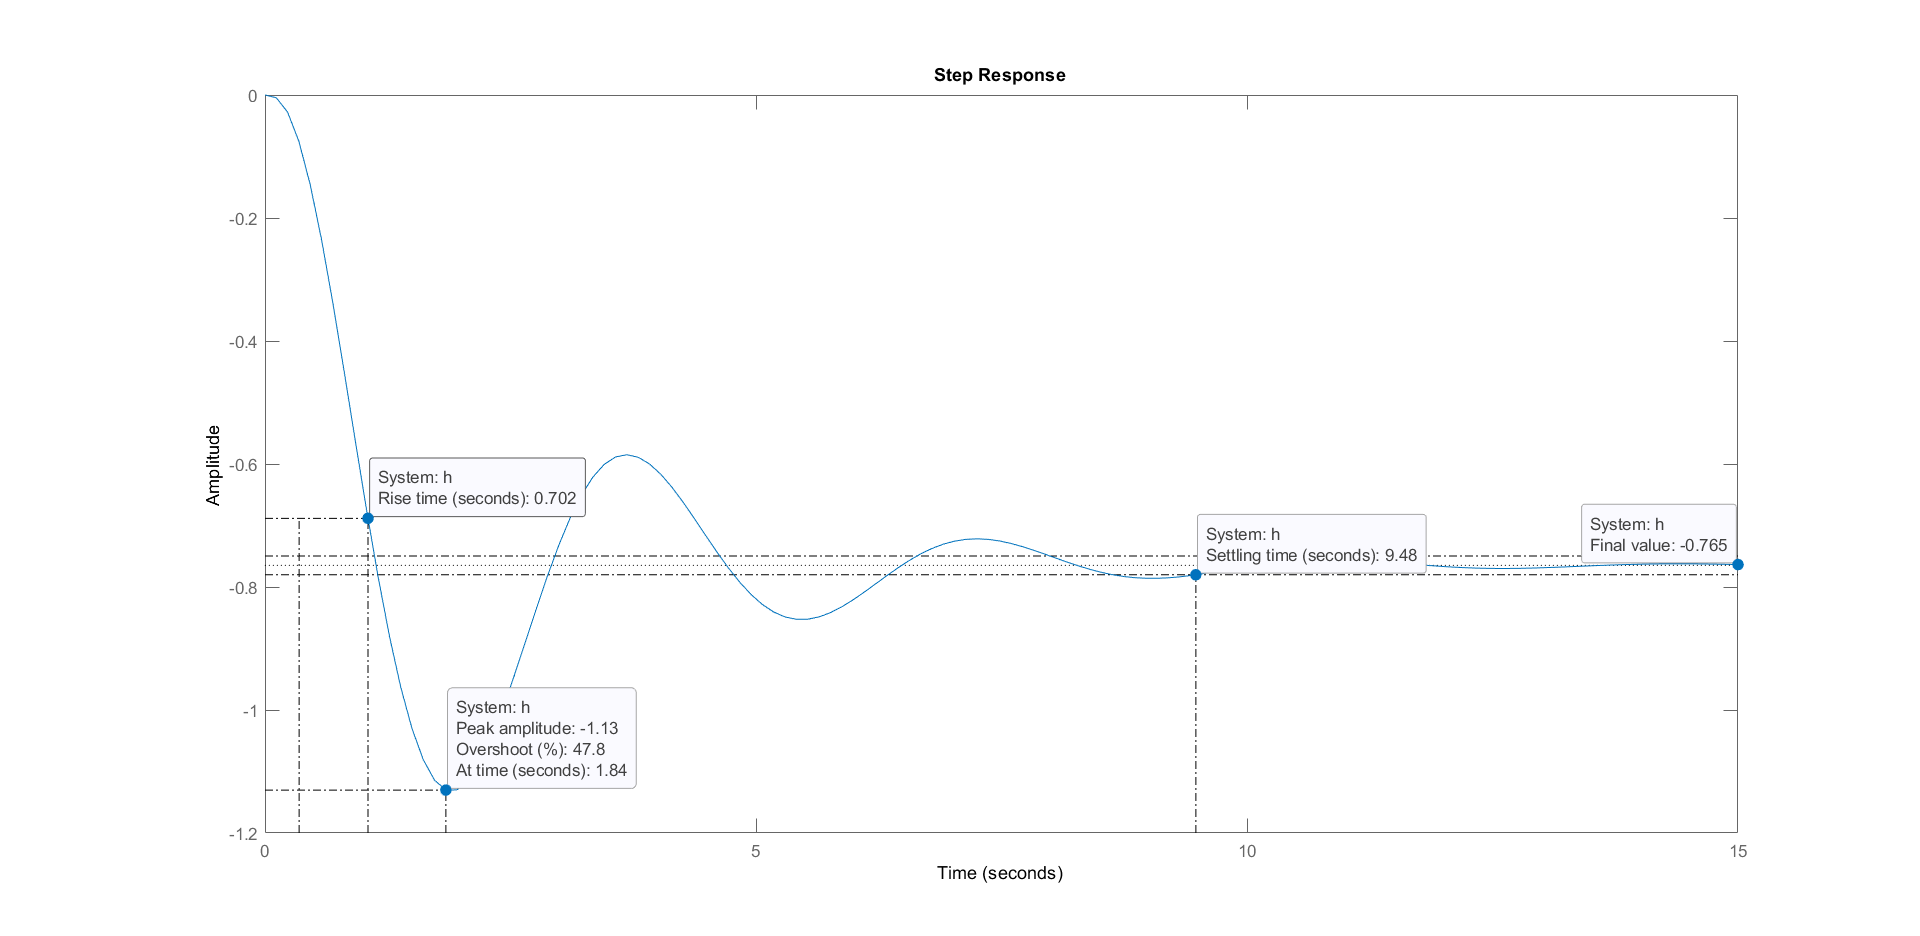 Step Response
0
-0.2
-0.4
-0.6
-0.8
-1
-1.2
Amplitude
System: h
Rise time (seconds): 0.702
System: h
Peak amplitude: -1.13
Overshoot (%): 47.8
At time (seconds): 1.84
System: h
Settling time (seconds): 9.48
System: h
Final value: -0.765
0
5
10
15
Time (seconds)